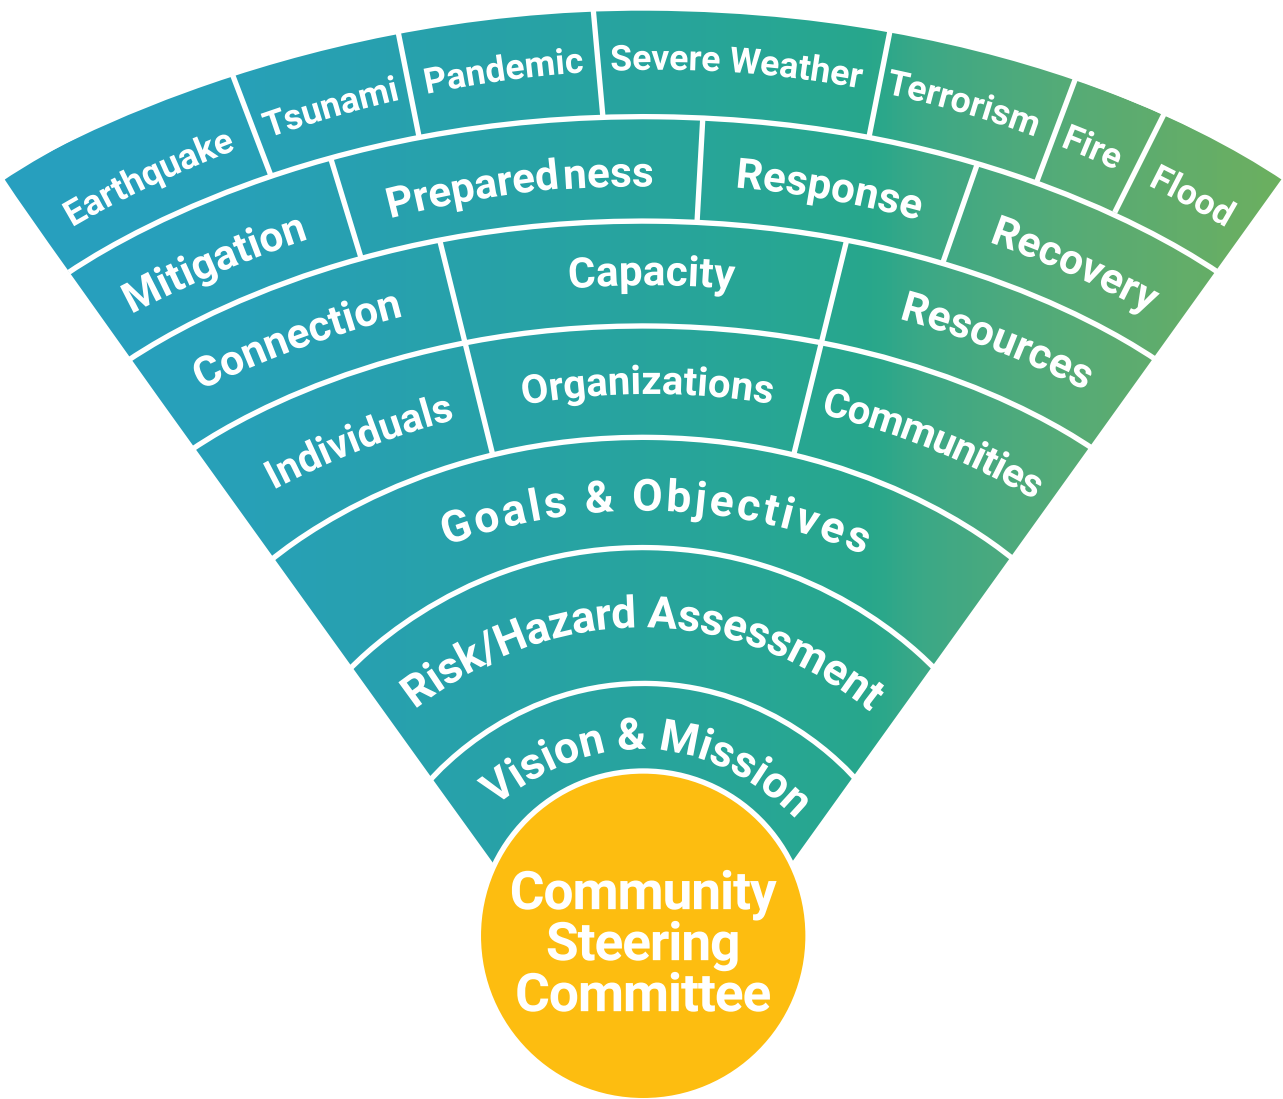 Earthquake
Tsunami
Pandemic
Severe Weather
Terrorism
Fire
Flood
Mitigation
Preparedness
Response
Recovery
Connection
Capacity
Resources
Individuals
Organizations
Communities
Goals & Objectives
Risk/Hazard Assessment
Vision & Mission
Community
Steering
Committee